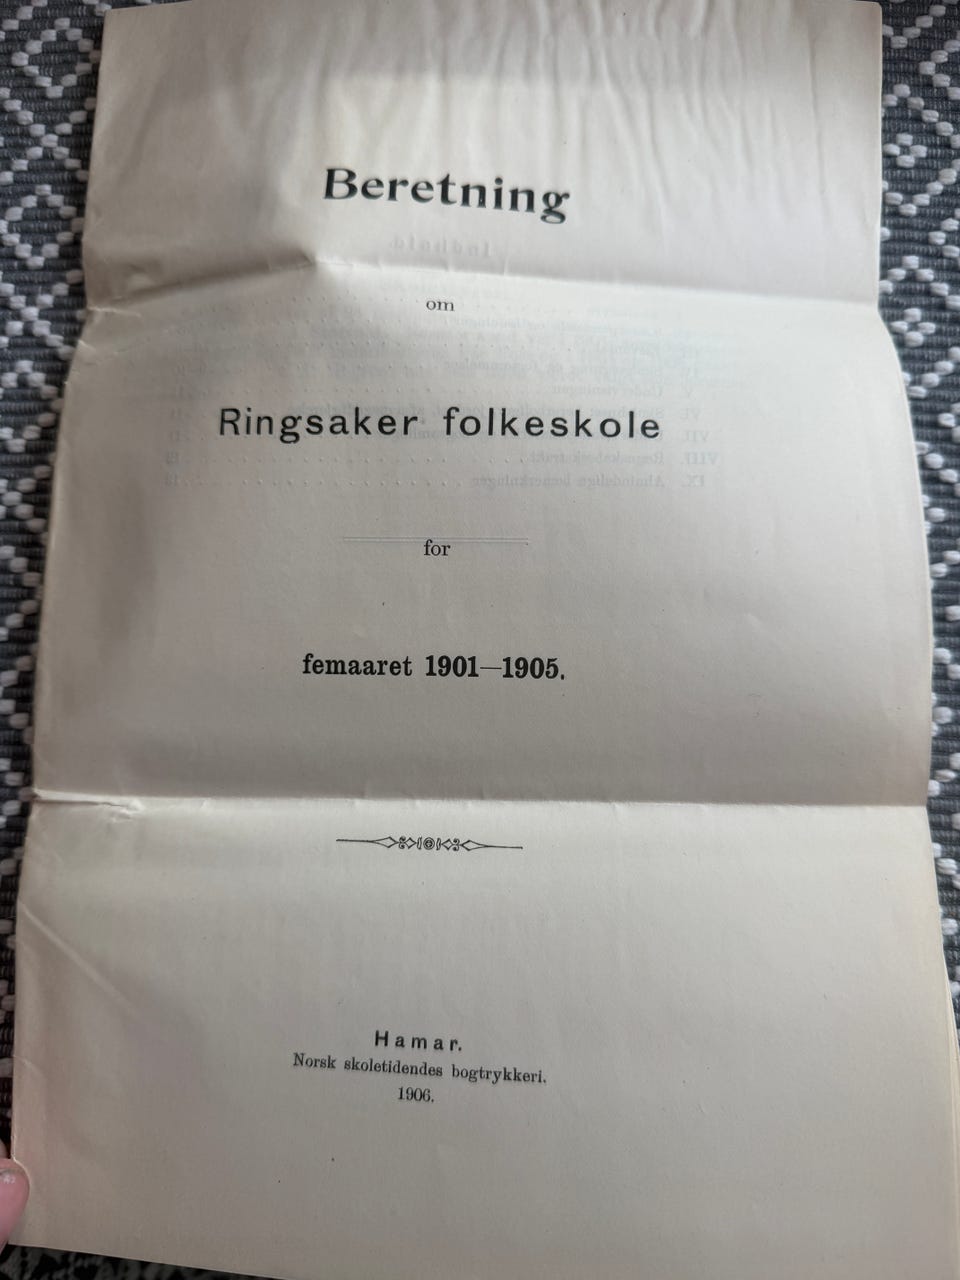 Beretning
om
Ringsaker folkeskole
for
femaaret 1901—1905.
Hamar.
Norsk skoletidendes bogtrykkeri.
1906.